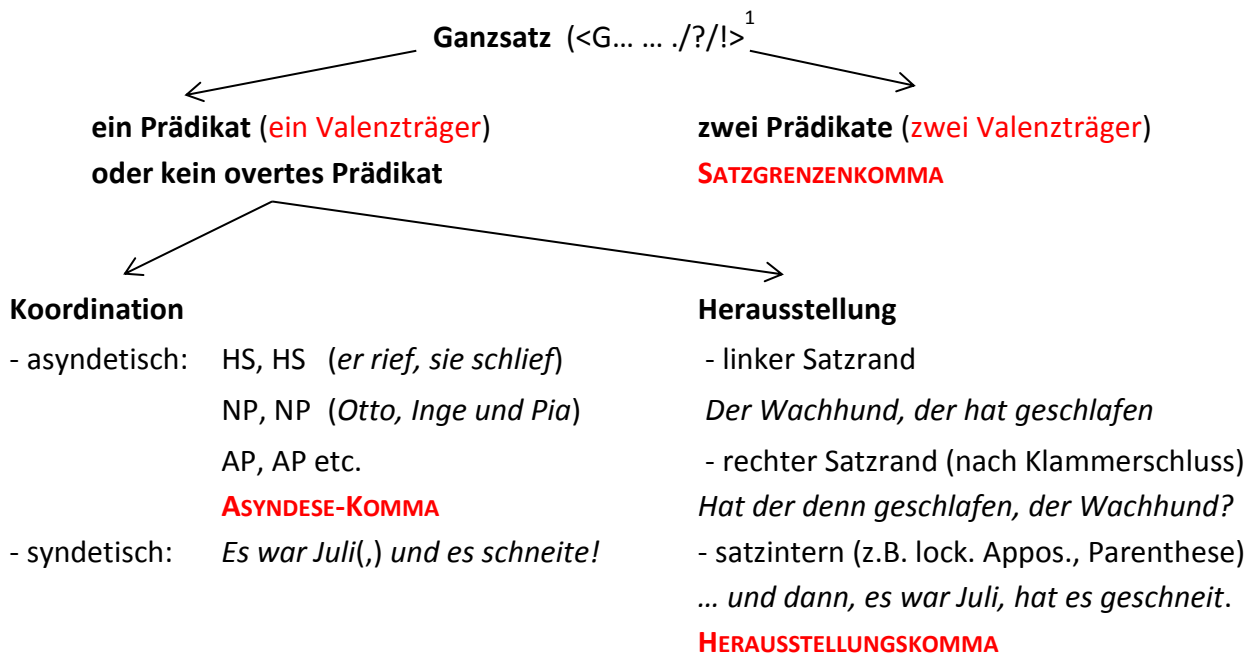 Ganzsatz (<G… … ./?/!>1
ein Prädikat (ein Valenzträger)
oder kein overtes Prädikat
zwei Prädikate (zwei Valenzträger)
SATZGRENZENKOMMA
Koordination
- asyndetisch: HS, HS (er rief, sie schlief)
NP, NP (Otto, Inge und Pia)
AP, AP etc.
ASYNDESE-KOMMA
- syndetisch: Es war Juli(,) und es schneite!
Herausstellung
- linker Satzrand
Der Wachhund, der hat geschlafen
- rechter Satzrand (nach Klammerschluss)
Hat der denn geschlafen, der Wachhund?
- satzintern (z.B. lock. Appos., Parenthese)
… und dann, es war Juli, hat es geschneit.
HERAUSSTELLUNGSKOMMA